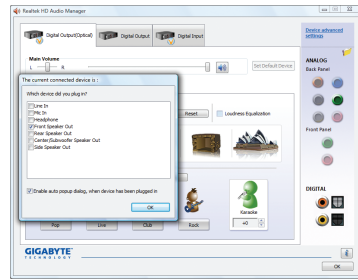 Realtek HD Audio Manager
Digital Output(Optical)
Digital Output
Digital Input
Device advanced settings
Main Volume
L
R
Set Default Device
ANALOG
Back Panel
The current connected device is :
Which device did you plug in?
Line In
Mic In
Headphone
Front Speaker Out
Rear Speaker Out
Center/Subwoofer Speaker Out
Side Speaker Out
Enable auto popup dialog, when device has been plugged in
OK
Reset
Loudness Equalization
Front Panel
Karaoke
+0
Pop
Live
Club
Rock
DIGITAL
GIGABYTE
TECHNOLOGY
OK